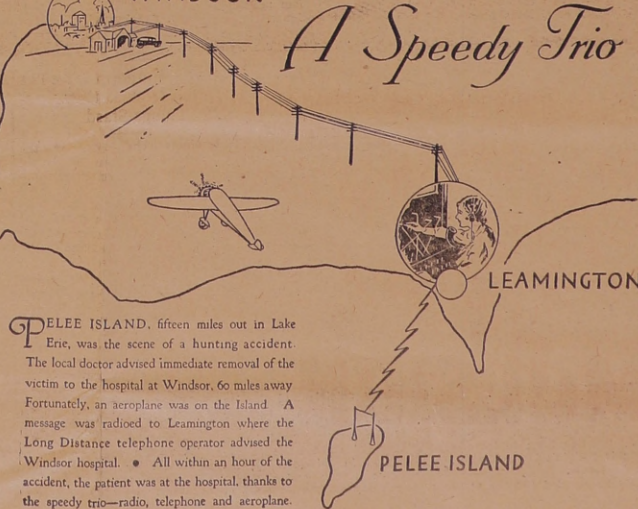 A Speedy Trio
LEAMINGTON
PELEE ISLAND, fifteen miles out in Lake
Erie, was the scene of a hunting accident.
The local doctor advised immediate removal of the
victim to the hospital at Windsor, 60 miles away
Fortunately, an aeroplane was on the Island A
message was radioed to Leamington where the
Long Distance telephone operator advised the
Windsor hospital. • All within an hour of the
accident, the patient was at the hospital, thanks to
the speedy trio—radio, telephone and aeroplane.
PELEE ISLAND